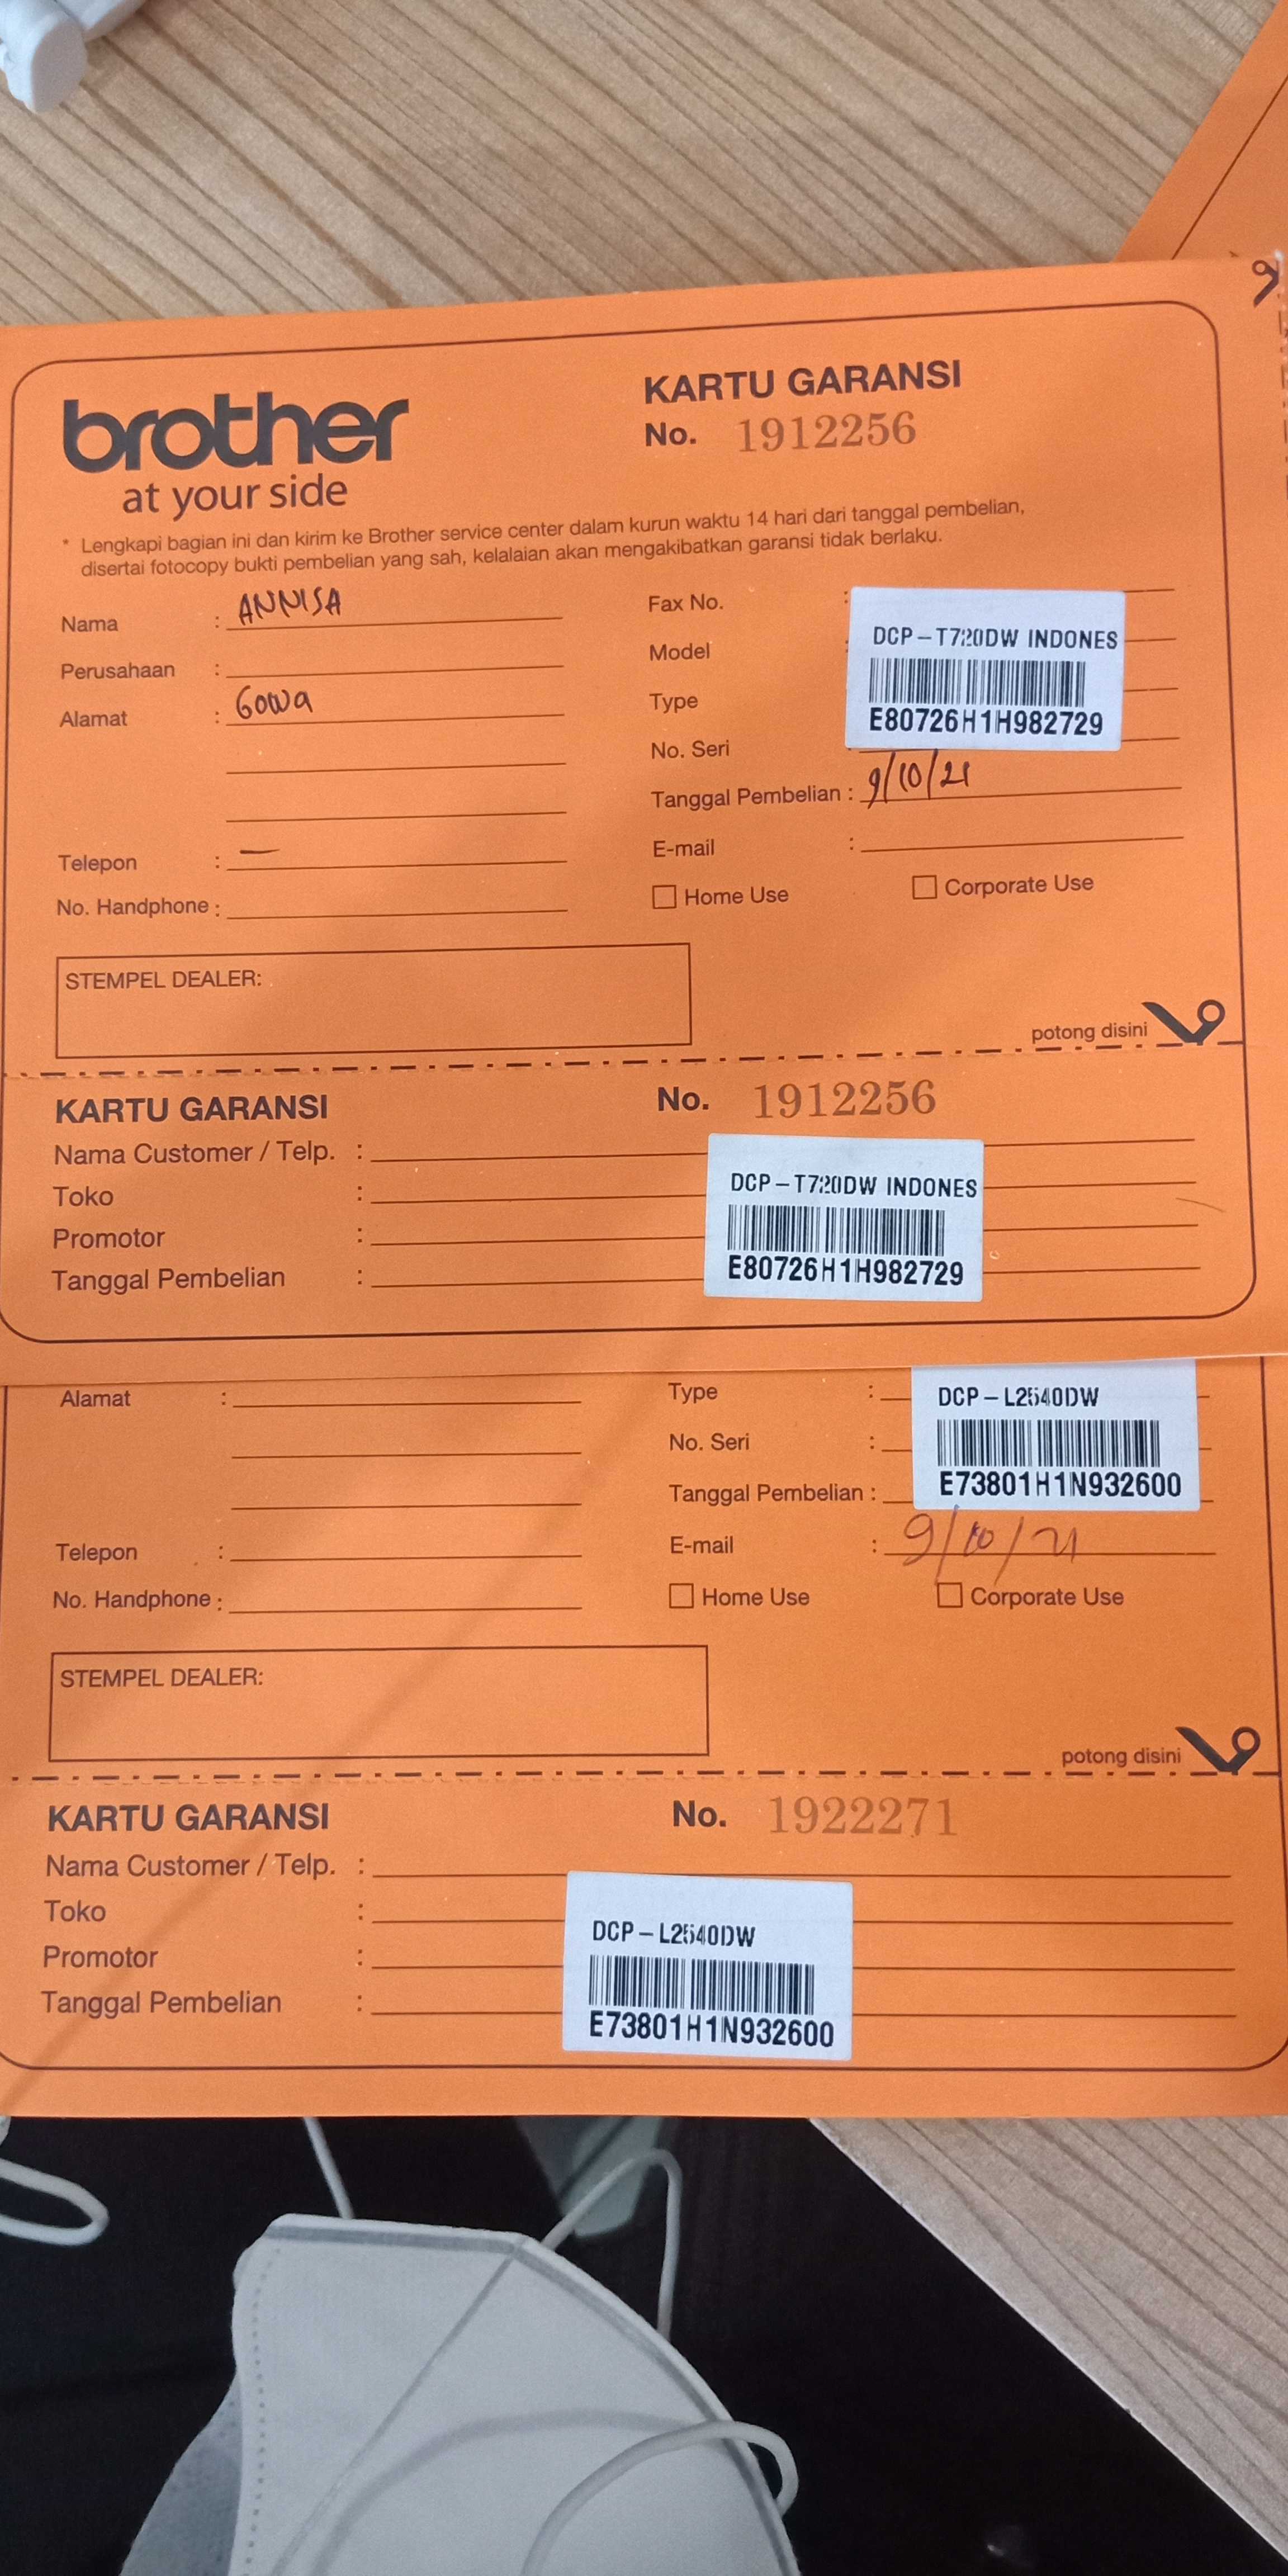 brother
at your side
KARTU GARANSI
No. 1912256
* Lengkapi bagian ini dan kirim ke Brother service center dalam kurun waktu 14 hari dari tanggal pembelian,
disertai fotocopy bukti pembelian yang sah, kelalaian akan mengakibatkan garansi tidak berlaku.
Nama : ANNISA
Perusahaan :
Alamat : Gowa
Telepon : —
No. Handphone :
Fax No. :
Model :
Type
No. Seri
DCP-T720DW INDONES
E80726H1H982729
Tanggal Pembelian : 9/10/21
E-mail :
Home Use
Corporate Use
STEMPEL DEALER:
potong disini
KARTU GARANSI
No. 1912256
Nama Customer / Telp. :
Toko :
Promotor :
Tanggal Pembelian :
DCP-T720DW INDONES
E80726H1H982729
Alamat :
Telepon :
No. Handphone :
Type :
No. Seri :
Tanggal Pembelian :
DCP-L2540DW
E73801H1N932600
E-mail : 9/10/21
Home Use
Corporate Use
STEMPEL DEALER:
potong disini
KARTU GARANSI
No. 1922271
Nama Customer / Telp. :
Toko :
Promotor :
Tanggal Pembelian :
DCP-L2540DW
E73801H1N932600